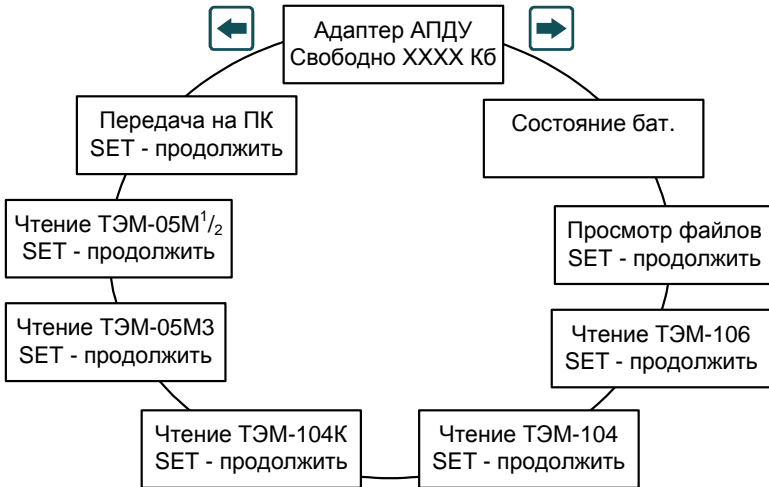 Адаптер АПДУ
Свободно XXXX Кб
Передача на ПК
SET - продолжить
Состояние бат.
Чтение ТЭМ-05М¹/₂
SET - продолжить
Просмотр файлов
SET - продолжить
Чтение ТЭМ-05М3
SET - продолжить
Чтение ТЭМ-106
SET - продолжить
Чтение ТЭМ-104К
SET - продолжить
Чтение ТЭМ-104
SET - продолжить